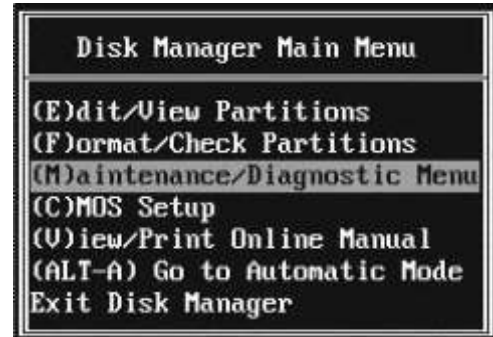 Disk Manager Main Menu
(E)dit/View Partitions
(F)ormat/Check Partitions
(M)aintenance/Diagnostic Menu
(C)MOS Setup
(V)iew/Print Online Manual
(ALT-A) Go to Automatic Mode
Exit Disk Manager